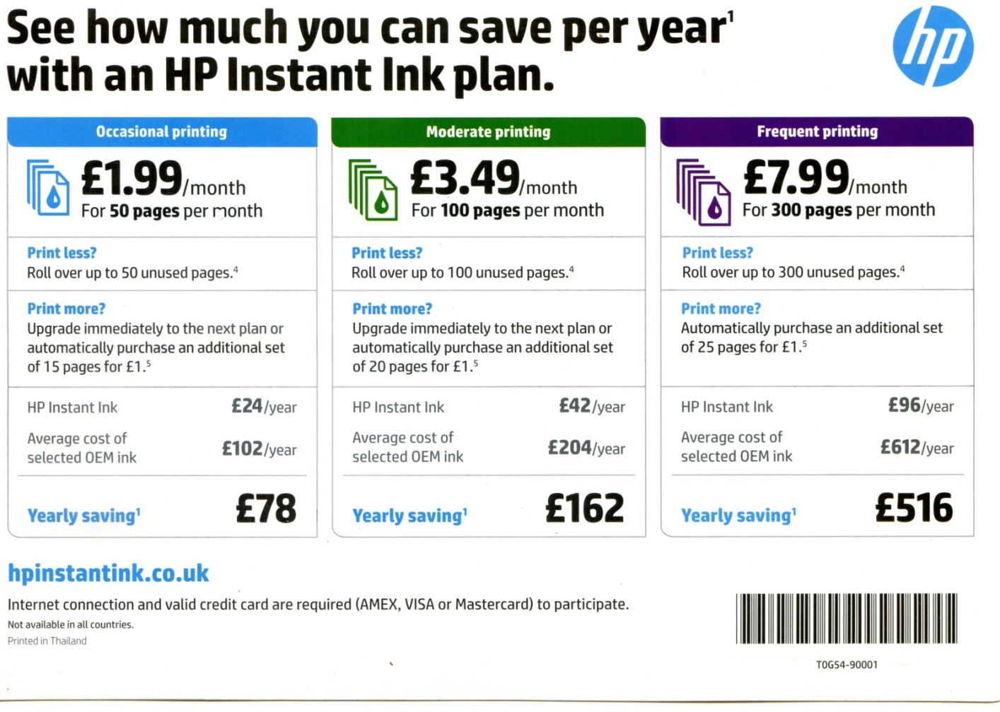 See how much you can save per year¹
with an HP Instant Ink plan.
hp
Occasional printing
£1.99/month
For 50 pages per month
Print less?
Roll over up to 50 unused pages.⁴
Print more?
Upgrade immediately to the next plan or
automatically purchase an additional set
of 15 pages for £1.⁵
HP Instant Ink £24/year
Average cost of
selected OEM ink £102/year
Yearly saving¹ £78
Moderate printing
£3.49/month
For 100 pages per month
Print less?
Roll over up to 100 unused pages.⁴
Print more?
Upgrade immediately to the next plan or
automatically purchase an additional set
of 20 pages for £1.⁵
HP Instant Ink £42/year
Average cost of
selected OEM ink £204/year
Yearly saving¹ £162
Frequent printing
£7.99/month
For 300 pages per month
Print less?
Roll over up to 300 unused pages.⁴
Print more?
Automatically purchase an additional set
of 25 pages for £1.⁵
HP Instant Ink £96/year
Average cost of
selected OEM ink £612/year
Yearly saving¹ £516
hpinstantink.co.uk
Internet connection and valid credit card are required (AMEX, VISA or Mastercard) to participate.
Not available in all countries.
Printed in Thailand
T0G54-90001